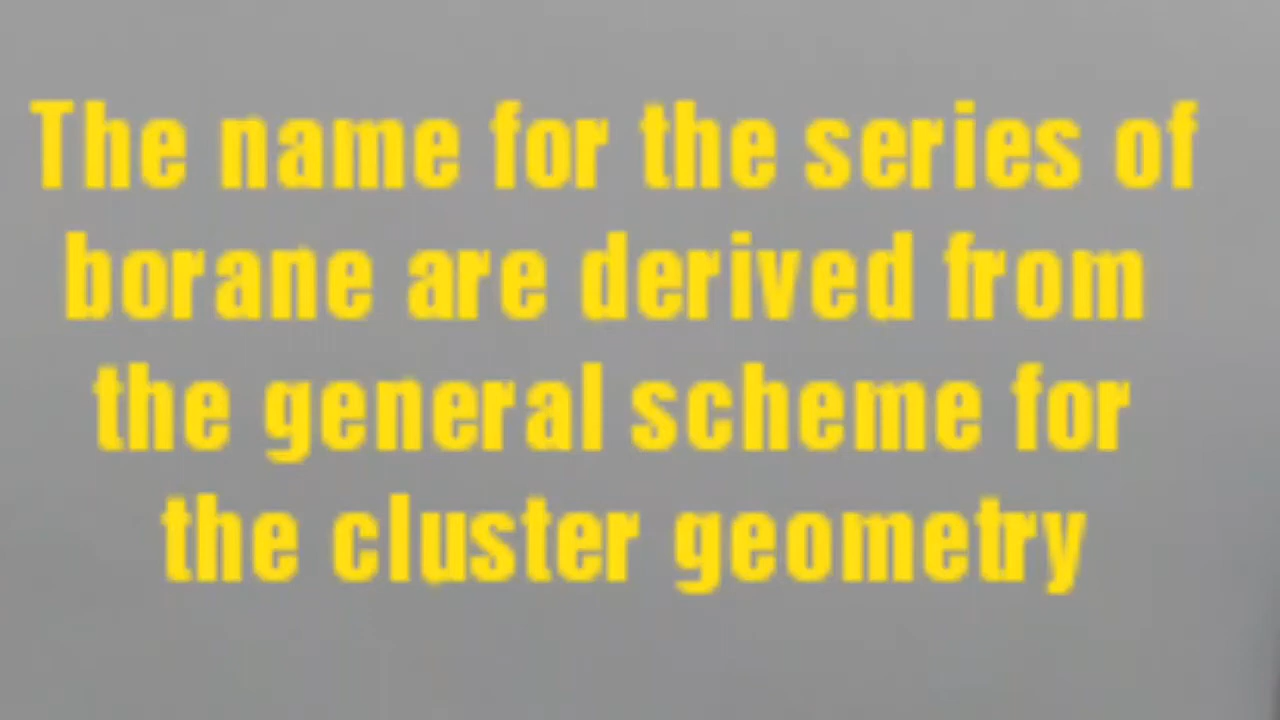 The name for the series of
borane are derived from
the general scheme for
the cluster geometry